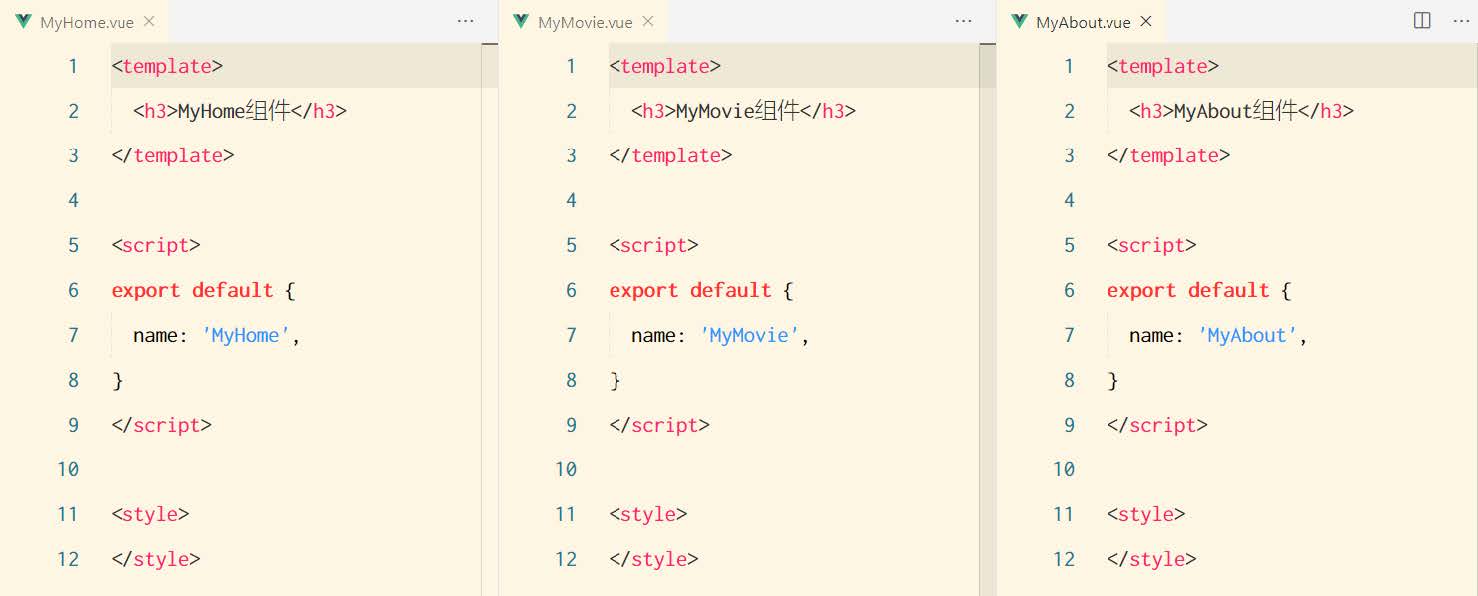 MyHome.vue ×
1 <template>
2 <h3>MyHome组件</h3>
3 </template>
4
5 <script>
6 export default {
7 name: 'MyHome',
8 }
9 </script>
10
11 <style>
12 </style>
MyMovie.vue ×
1 <template>
2 <h3>MyMovie组件</h3>
3 </template>
4
5 <script>
6 export default {
7 name: 'MyMovie',
8 }
9 </script>
10
11 <style>
12 </style>
MyAbout.vue ×
1 <template>
2 <h3>MyAbout组件</h3>
3 </template>
4
5 <script>
6 export default {
7 name: 'MyAbout',
8 }
9 </script>
10
11 <style>
12 </style>